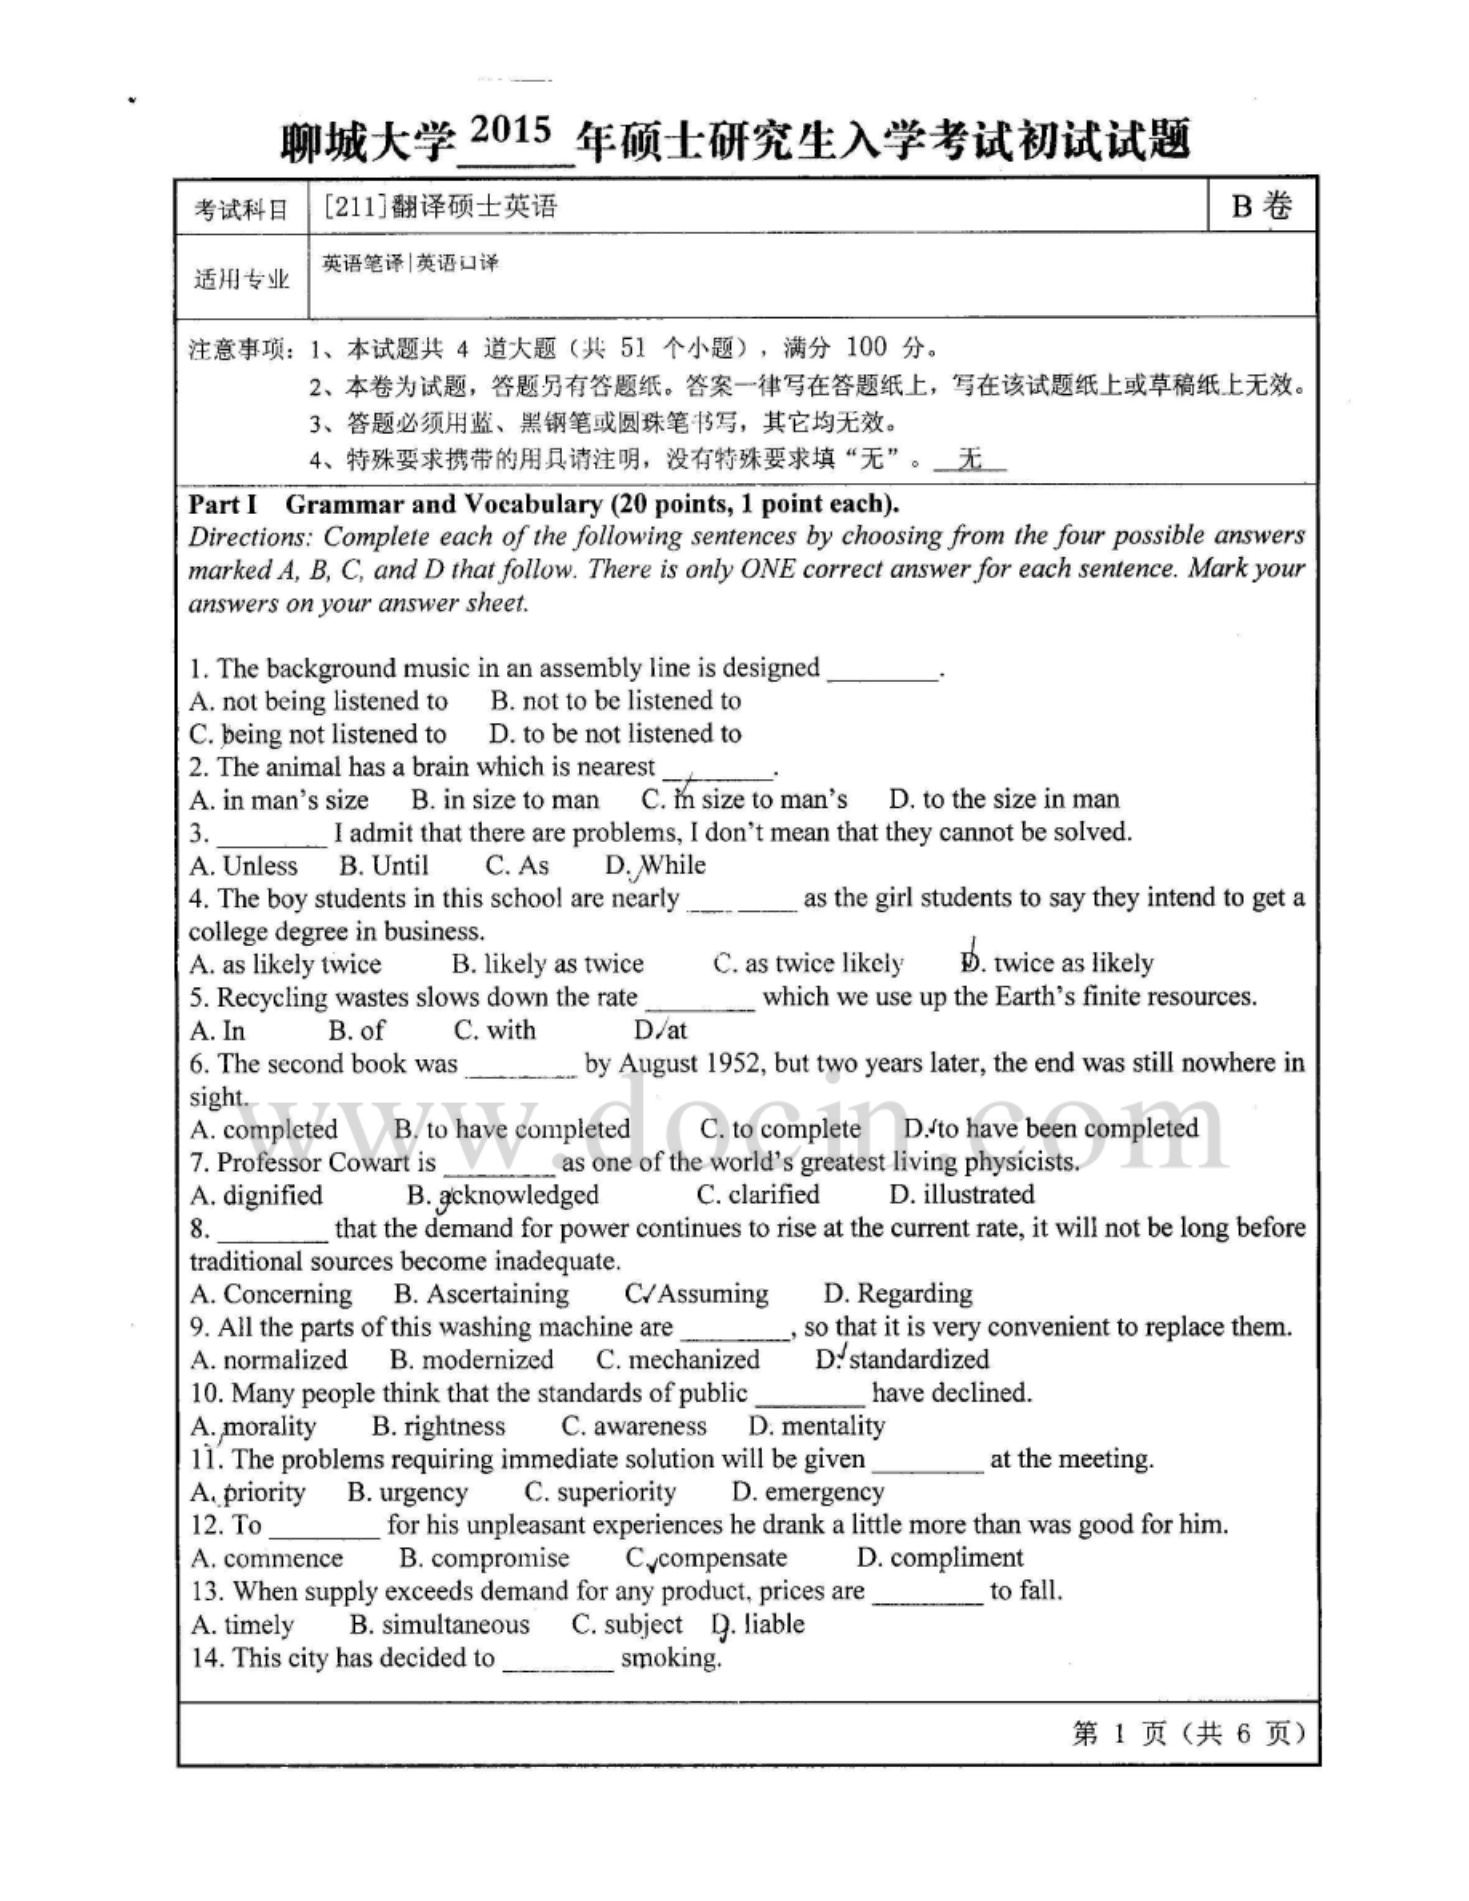 聊城大学 2015 年硕士研究生入学考试初试试题
考试科目 [211]翻译硕士英语 B 卷
适用专业 英语笔译|英语口译
注意事项：1、本试题共 4 道大题（共 51 个小题），满分 100 分。
2、本卷为试题，答题另有答题纸。答案一律写在答题纸上，写在该试题纸上或草稿纸上无效。
3、答题必须用蓝、黑钢笔或圆珠笔书写，其它均无效。
4、特殊要求携带的用具请注明，没有特殊要求填“无”。 无
Part I Grammar and Vocabulary (20 points, 1 point each).
Directions: Complete each of the following sentences by choosing from the four possible answers
marked A, B, C, and D that follow. There is only ONE correct answer for each sentence. Mark your
answers on your answer sheet.
1. The background music in an assembly line is designed ________.
A. not being listened to B. not to be listened to
C. being not listened to D. to be not listened to
2. The animal has a brain which is nearest ________.
A. in man's size B. in size to man C. in size to man's D. to the size in man
3. ________ I admit that there are problems, I don't mean that they cannot be solved.
A. Unless B. Until C. As D. While
4. The boy students in this school are nearly ________ as the girl students to say they intend to get a
college degree in business.
A. as likely twice B. likely as twice C. as twice likely D. twice as likely
5. Recycling wastes slows down the rate ________ which we use up the Earth's finite resources.
A. In B. of C. with D. at
6. The second book was ________ by August 1952, but two years later, the end was still nowhere in
sight.
A. completed B. to have completed C. to complete D. to have been completed
7. Professor Cowart is ________ as one of the world's greatest living physicists.
A. dignified B. acknowledged C. clarified D. illustrated
8. ________ that the demand for power continues to rise at the current rate, it will not be long before
traditional sources become inadequate.
A. Concerning B. Ascertaining C. Assuming D. Regarding
9. All the parts of this washing machine are ________, so that it is very convenient to replace them.
A. normalized B. modernized C. mechanized D. standardized
10. Many people think that the standards of public ________ have declined.
A. morality B. rightness C. awareness D. mentality
11. The problems requiring immediate solution will be given ________ at the meeting.
A. priority B. urgency C. superiority D. emergency
12. To ________ for his unpleasant experiences he drank a little more than was good for him.
A. commence B. compromise C. compensate D. compliment
13. When supply exceeds demand for any product, prices are ________ to fall.
A. timely B. simultaneous C. subject D. liable
14. This city has decided to ________ smoking.
第 1 页（共 6 页）
www.docin.com